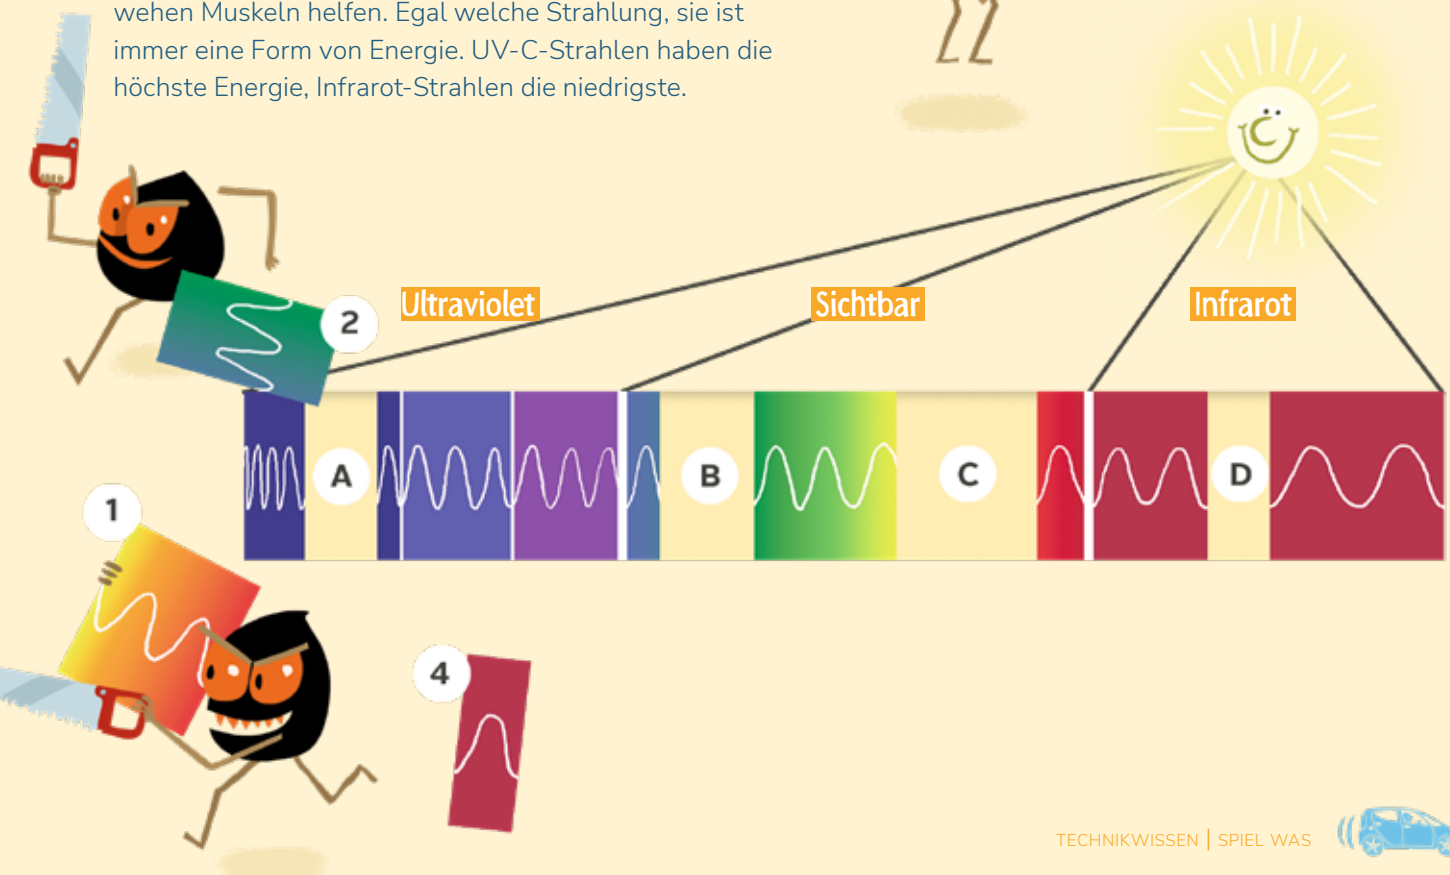 wehen Muskeln helfen. Egal welche Strahlung, sie ist
immer eine Form von Energie. UV-C-Strahlen haben die
höchste Energie, Infrarot-Strahlen die niedrigste.
Ultraviolet
Sichtbar
Infrarot
2
A
B
C
D
1
4
TECHNIKWISSEN | SPIEL WAS